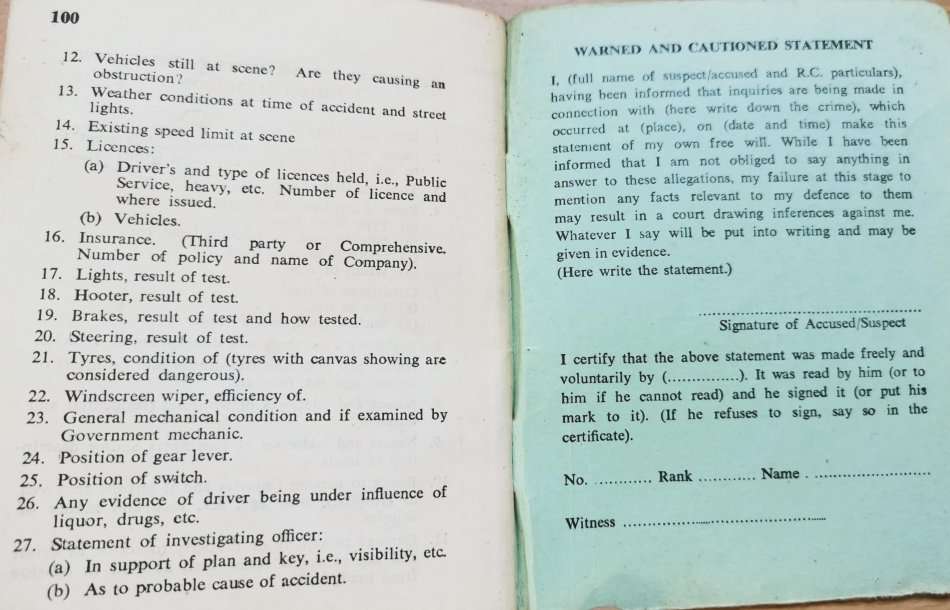 100
12. Vehicles still at scene? Are they causing an
obstruction?
13. Weather conditions at time of accident and street
lights.
14. Existing speed limit at scene
15. Licences:
(a) Driver's and type of licences held, i.e., Public
Service, heavy, etc. Number of licence and
where issued.
(b) Vehicles.
16. Insurance. (Third party or Comprehensive.
Number of policy and name of Company).
17. Lights, result of test.
18. Hooter, result of test.
19. Brakes, result of test and how tested.
20. Steering, result of test.
21. Tyres, condition of (tyres with canvas showing are
considered dangerous).
22. Windscreen wiper, efficiency of.
23. General mechanical condition and if examined by
Government mechanic.
24. Position of gear lever.
25. Position of switch.
26. Any evidence of driver being under influence of
liquor, drugs, etc.
27. Statement of investigating officer:
(a) In support of plan and key, i.e., visibility, etc.
(b) As to probable cause of accident.
WARNED AND CAUTIONED STATEMENT
I, (full name of suspect/accused and R.C. particulars),
having been informed that inquiries are being made in
connection with (here write down the crime), which
occurred at (place), on (date and time) make this
statement of my own free will. While I have been
informed that I am not obliged to say anything in
answer to these allegations, my failure at this stage to
mention any facts relevant to my defence to them
may result in a court drawing inferences against me.
Whatever I say will be put into writing and may be
given in evidence.
(Here write the statement.)
Signature of Accused/Suspect
I certify that the above statement was made freely and
voluntarily by (...............). It was read by him (or to
him if he cannot read) and he signed it (or put his
mark to it). (If he refuses to sign, say so in the
certificate).
No. ............ Rank ............ Name ........................
Witness ..........................................